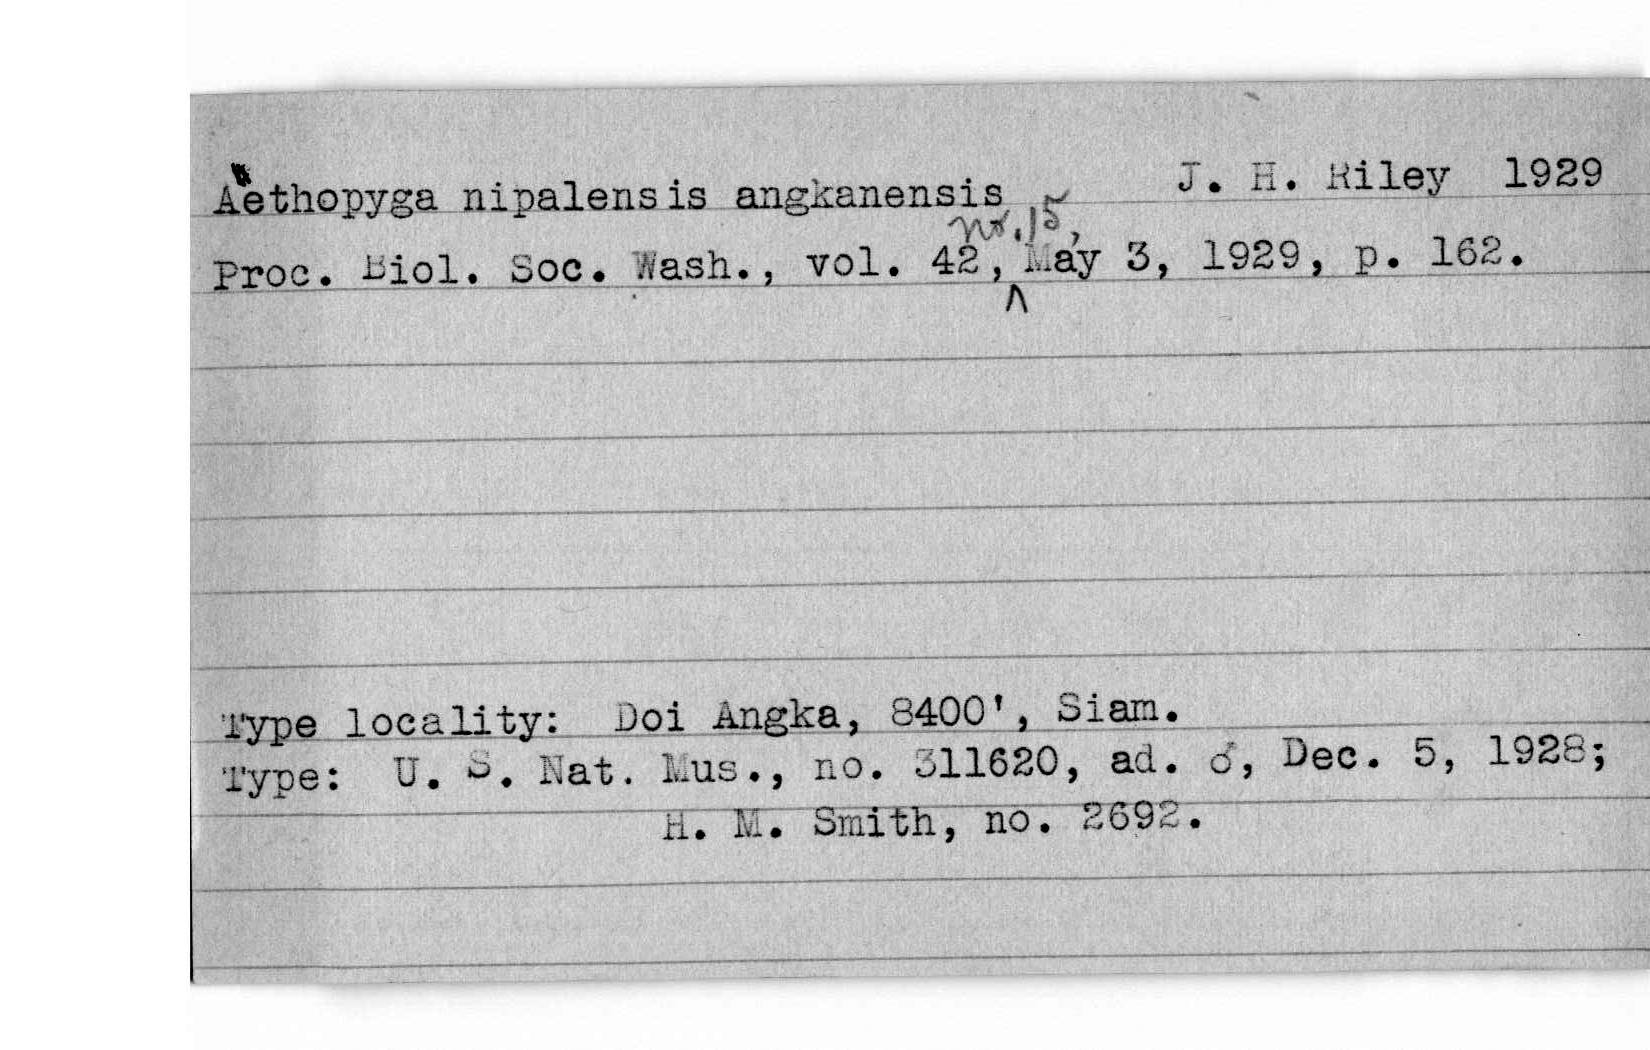 Aethopyga nipalensis angkanensis J. H. Riley 1929
no. 15,
Proc. Biol. Soc. Wash., vol. 42, May 3, 1929, p. 162.
Type locality: Doi Angka, 8400', Siam.
Type: U. S. Nat. Mus., no. 311620, ad. ♂, Dec. 5, 1928;
H. M. Smith, no. 2692.